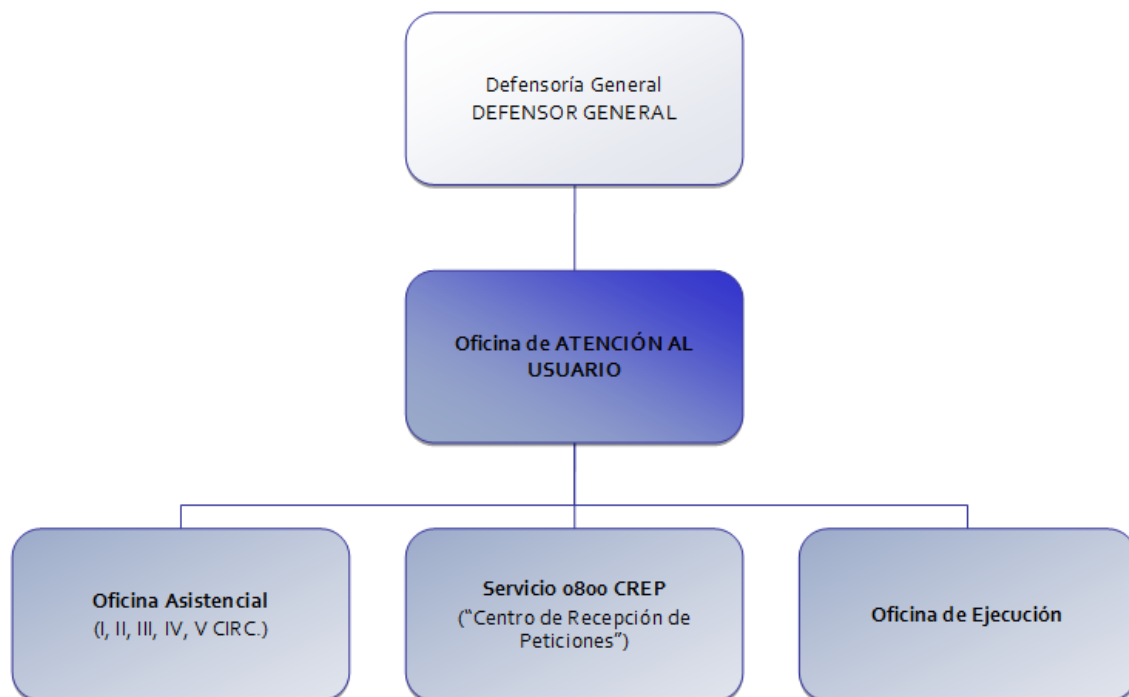 Defensoría General
DEFENSOR GENERAL
Oficina de ATENCIÓN AL
USUARIO
Oficina Asistencial
(I, II, III, IV, V CIRC.)
Servicio 0800 CREP
(“Centro de Recepción de
Peticiones”)
Oficina de Ejecución